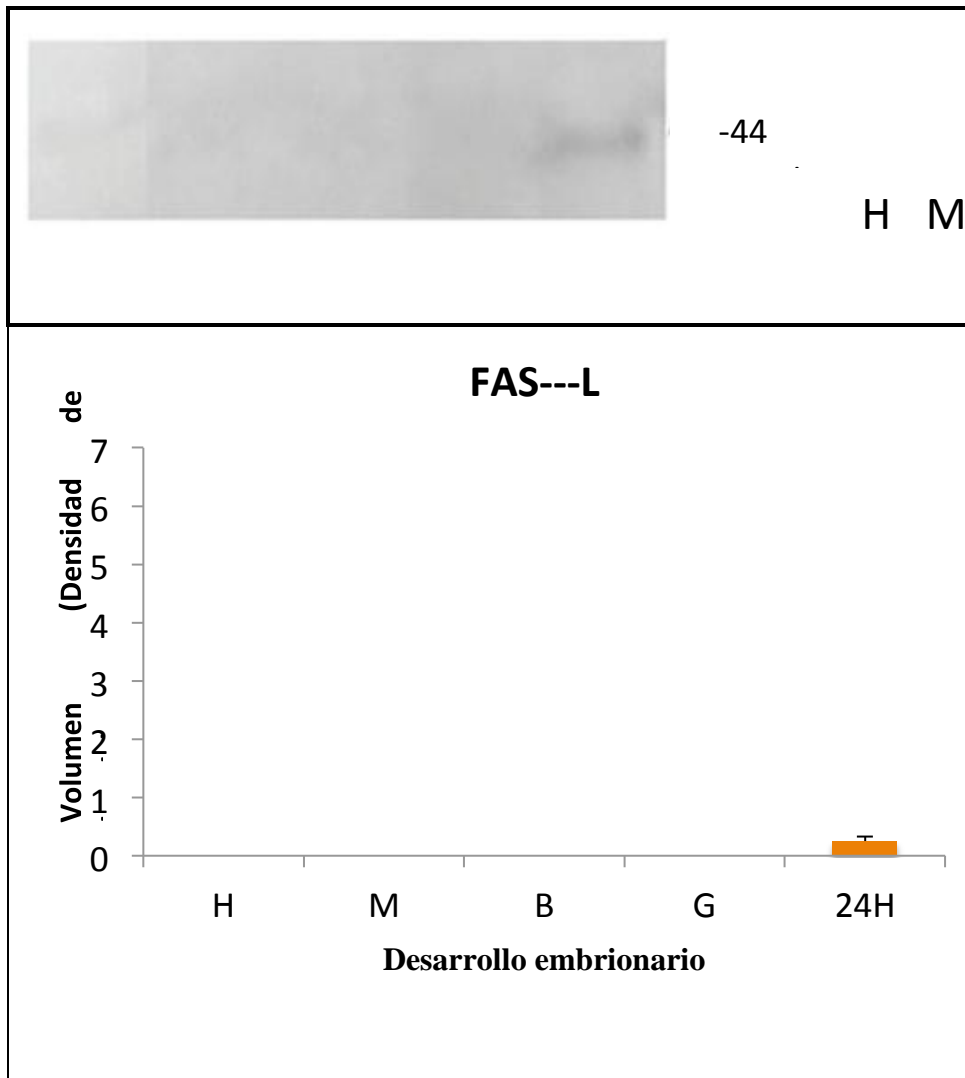 -44
H M
FAS---L
Volumen (Densidad de
7
6
5
4
3
2
1
0
H M B G 24H
Desarrollo embrionario